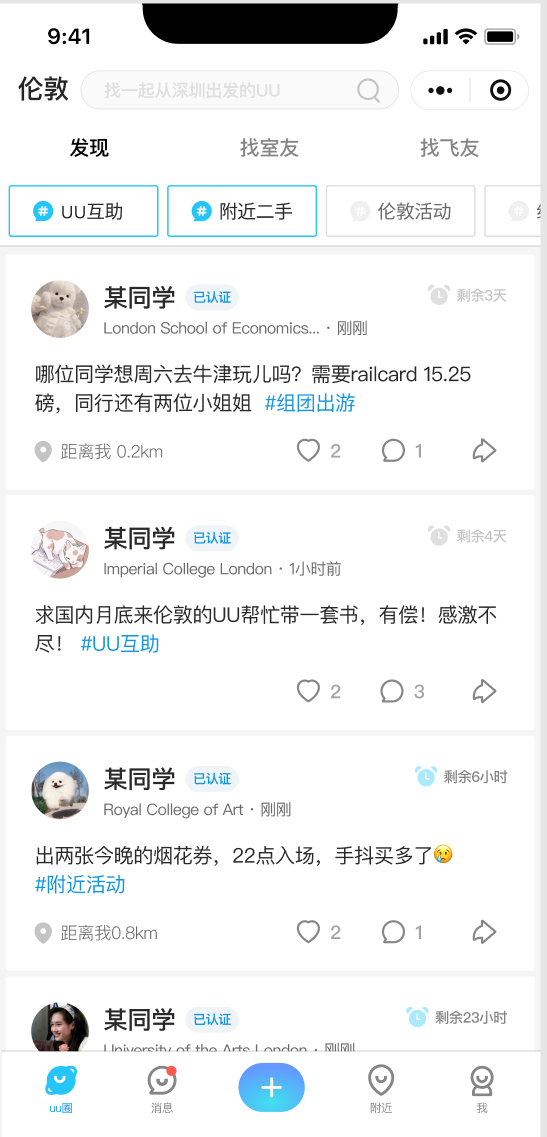 9:41
伦敦 找一起从深圳出发的UU
发现 找室友 找飞友
# UU互助 # 附近二手 # 伦敦活动 #
某同学 已认证 剩余3天
London School of Economics... · 刚刚
哪位同学想周六去牛津玩儿吗？需要railcard 15.25
磅，同行还有两位小姐姐 #组团出游
距离我 0.2km 2 1
某同学 已认证 剩余4天
Imperial College London · 1小时前
求国内月底来伦敦的UU帮忙带一套书，有偿！感激不
尽！ #UU互助
2 3
某同学 已认证 剩余6小时
Royal College of Art · 刚刚
出两张今晚的烟花券，22点入场，手抖买多了😢
#附近活动
距离我0.8km 2 1
某同学 已认证 剩余23小时
University of the Arts London · 刚刚
uu圈 消息 附近 我